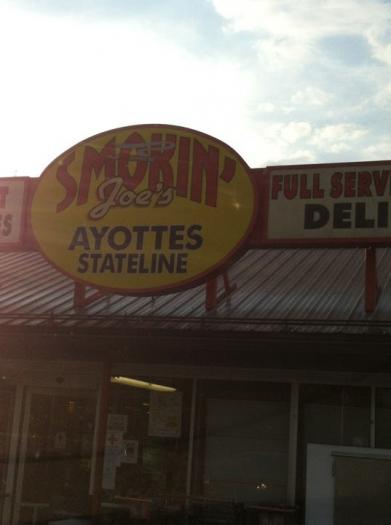 SMOKIN'
Joe's
AYOTTES
STATELINE
FULL SERV
DELI